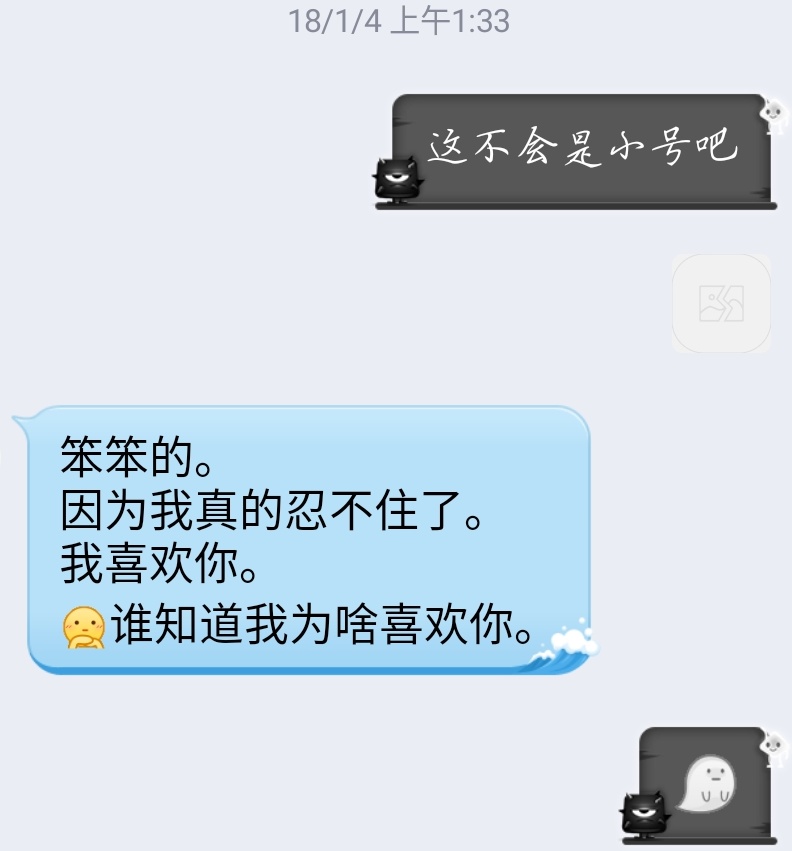 18/1/4 上午1:33
这不会是小号吧
笨笨的。
因为我真的忍不住了。
我喜欢你。
谁知道我为啥喜欢你。